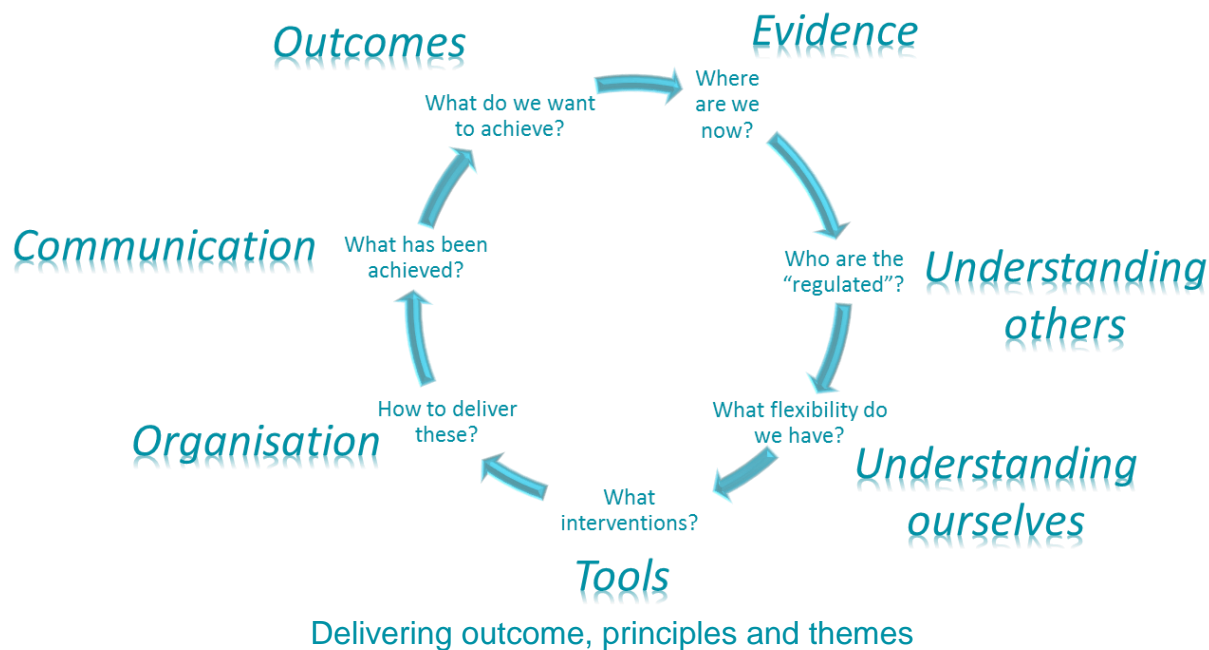 Outcomes
What do we want
to achieve?
Evidence
Where
are we
now?
Understanding
others
Who are the
“regulated”?
What flexibility do
we have?
Understanding
ourselves
What
interventions?
Tools
How to deliver
these?
Organisation
What has been
achieved?
Communication
Delivering outcome, principles and themes